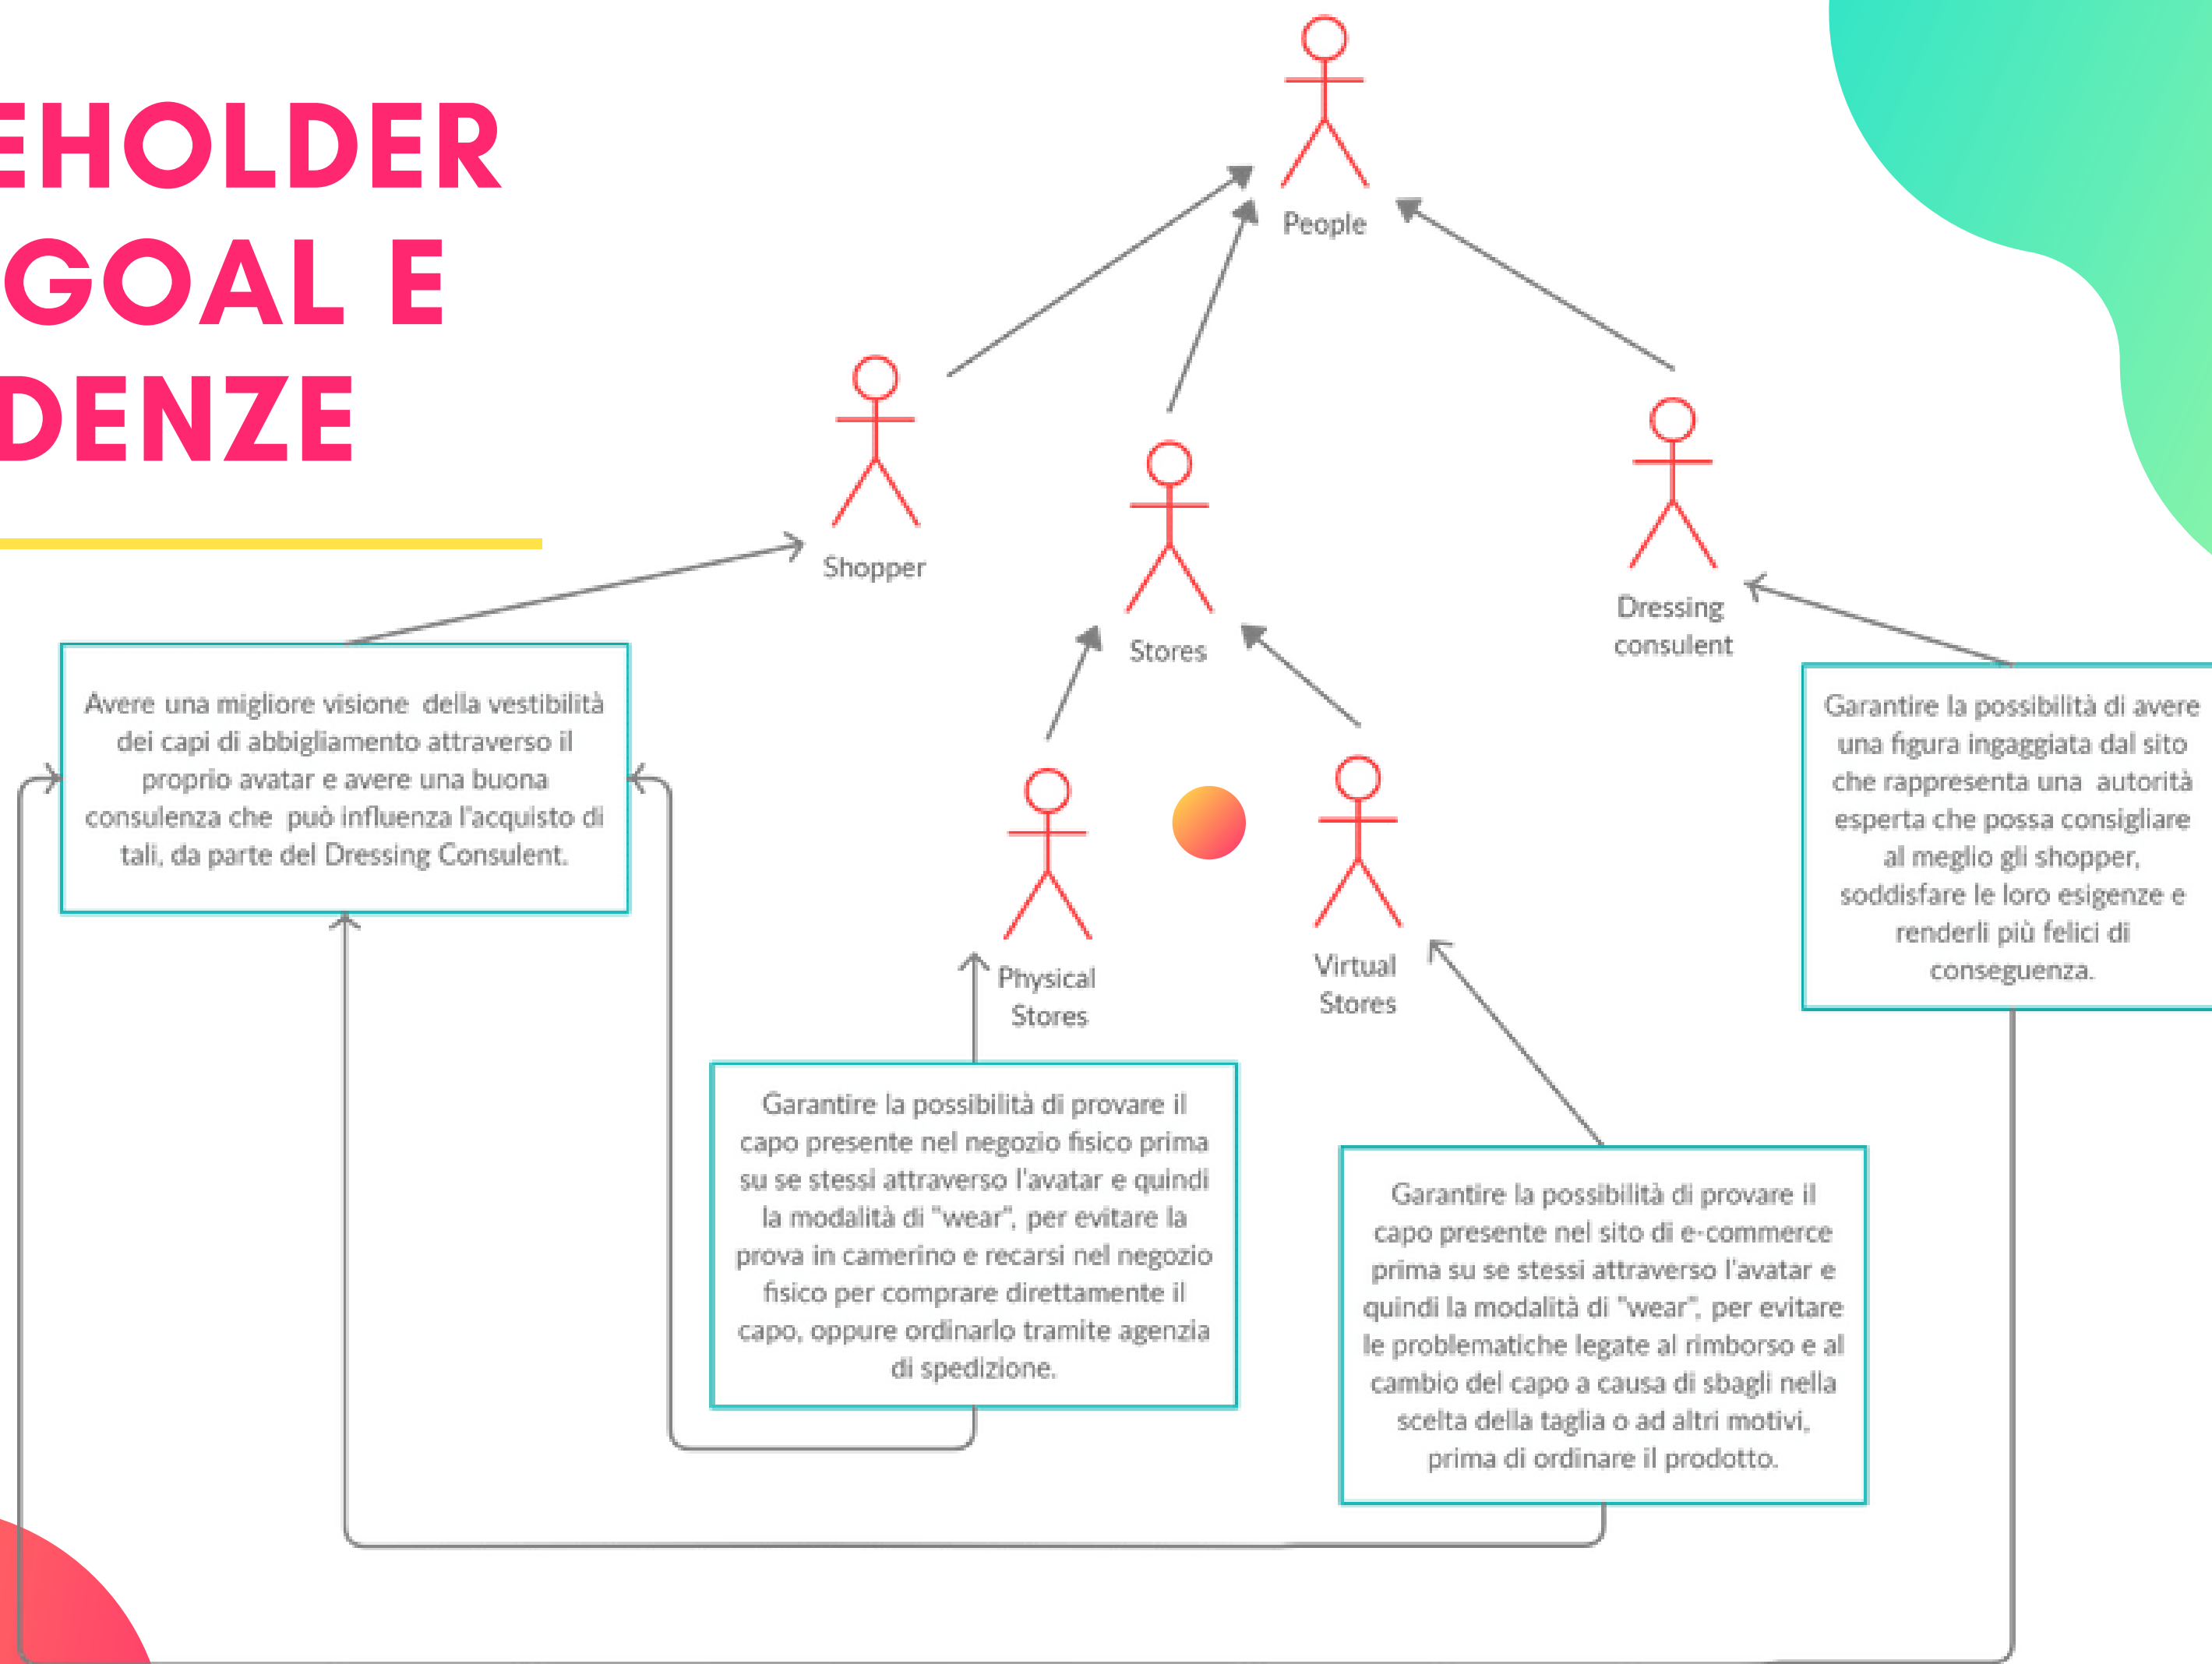 EHOLDER
GOAL E
DENZE
People
Shopper
Stores
Dressing
consulent
Avere una migliore visione della vestibilità
dei capi di abbigliamento attraverso il
proprio avatar e avere una buona
consulenza che può influenza l'acquisto di
tali, da parte del Dressing Consulent.
Garantire la possibilità di avere
una figura ingaggiata dal sito
che rappresenta una autorità
esperta che possa consigliare
al meglio gli shopper,
soddisfare le loro esigenze e
renderli più felici di
conseguenza.
Physical
Stores
Virtual
Stores
Garantire la possibilità di provare il
capo presente nel negozio fisico prima
su se stessi attraverso l'avatar e quindi
la modalità di "wear", per evitare la
prova in camerino e recarsi nel negozio
fisico per comprare direttamente il
capo, oppure ordinarlo tramite agenzia
di spedizione.
Garantire la possibilità di provare il
capo presente nel sito di e-commerce
prima su se stessi attraverso l'avatar e
quindi la modalità di "wear", per evitare
le problematiche legate al rimborso e al
cambio del capo a causa di sbagli nella
scelta della taglia o ad altri motivi,
prima di ordinare il prodotto.